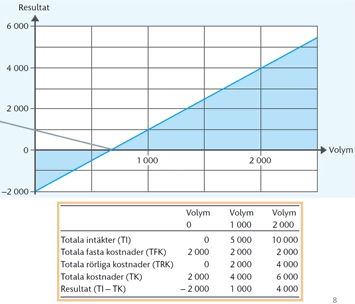 Resultat
6 000
4 000
2 000
0
Volym
1 000 2 000
−2 000
Volym Volym Volym
0 1 000 2 000
Totala intäkter (TI) 0 5 000 10 000
Totala fasta kostnader (TFK) 2 000 2 000 2 000
Totala rörliga kostnader (TRK) 0 2 000 4 000
Totala kostnader (TK) 2 000 4 000 6 000
Resultat (TI – TK) – 2 000 1 000 4 000
8